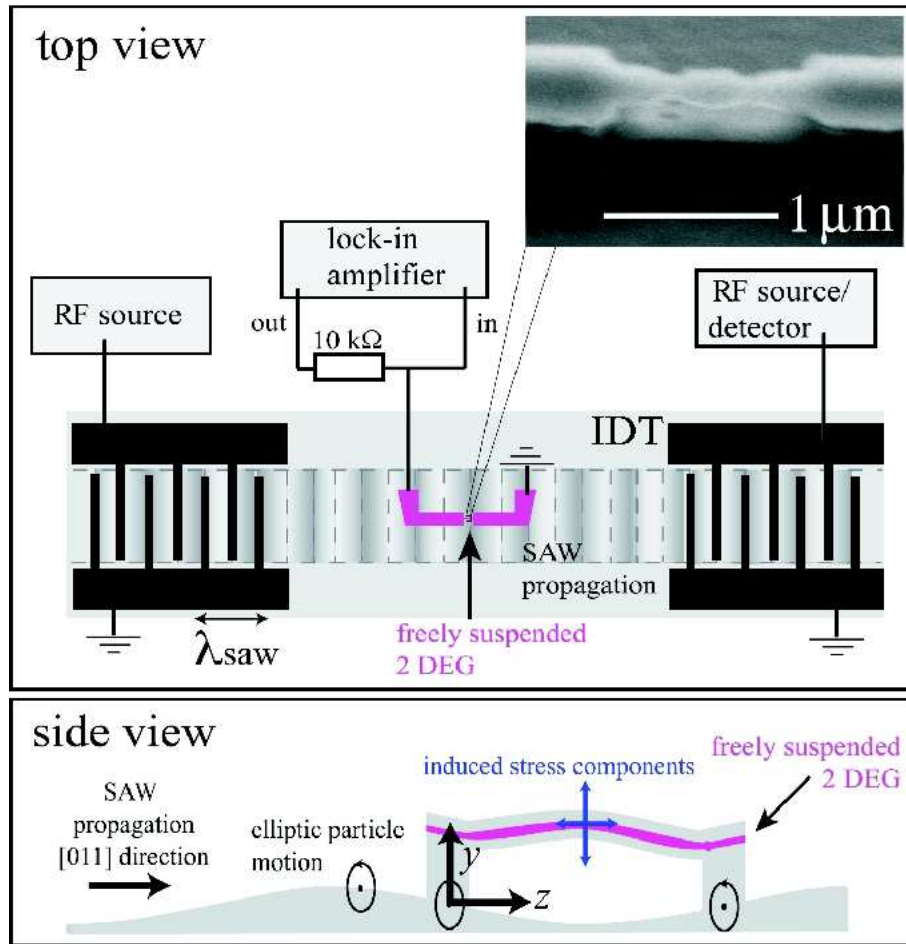 top view
1 μm
lock-in
amplifier
RF source
RF source/
detector
out
in
10 kΩ
IDT
SAW
propagation
λsaw
freely suspended
2 DEG
side view
freely suspended
2 DEG
induced stress components
SAW
propagation
[011] direction
elliptic particle
motion
y
z